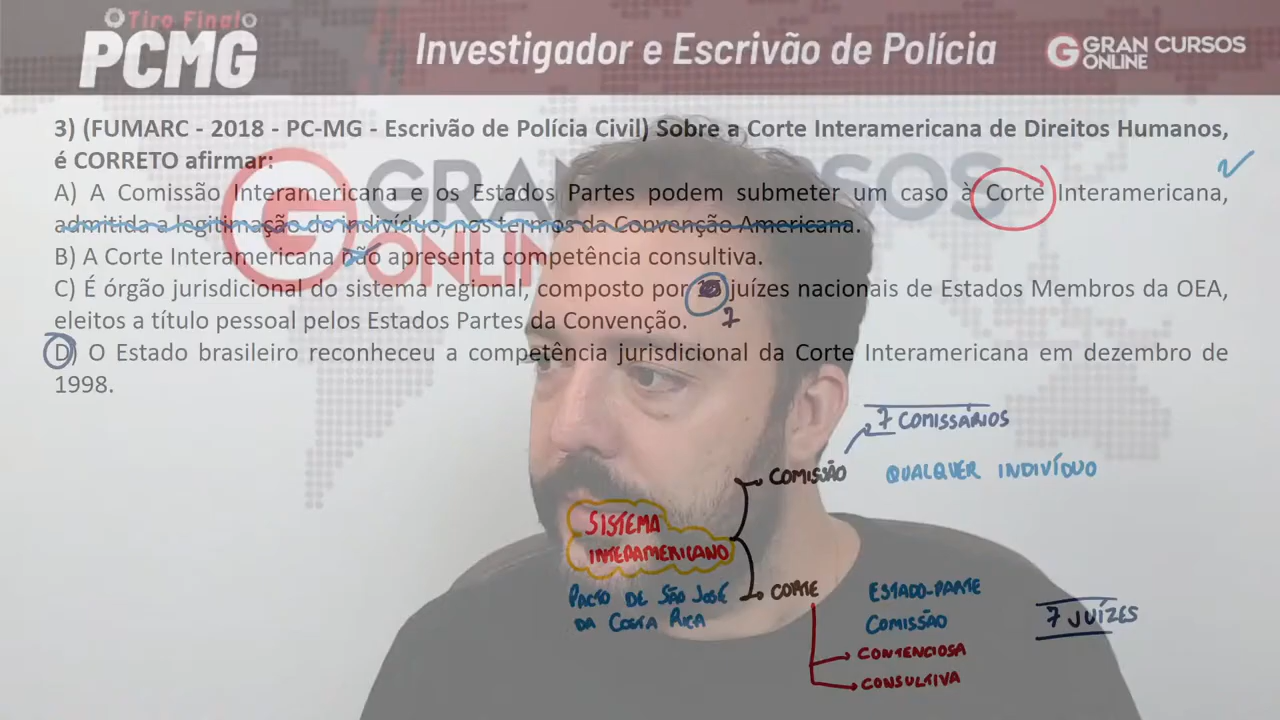 Tiro Final
PCMG
Investigador e Escrivão de Polícia
GRAN CURSOS
ONLINE
3) (FUMARC - 2018 - PC-MG - Escrivão de Polícia Civil) Sobre a Corte Interamericana de Direitos Humanos,
é CORRETO afirmar:
A) A Comissão Interamericana e os Estados Partes podem submeter um caso à Corte Interamericana,
admitida a legitimação do indivíduo, nos termos da Convenção Americana.
B) A Corte Interamericana não apresenta competência consultiva.
C) É órgão jurisdicional do sistema regional, composto por juízes nacionais de Estados Membros da OEA,
7
eleitos a título pessoal pelos Estados Partes da Convenção.
D) O Estado brasileiro reconheceu a competência jurisdicional da Corte Interamericana em dezembro de
1998.
GRAN CURSOS
ONLINE
7 COMISSÁRIOS
COMISSÃO QUALQUER INDIVÍDUO
SISTEMA
INTERAMERICANO
PACTO DE SÃO JOSÉ
DA COSTA RICA
CORTE ESTADO-PARTE
COMISSÃO 7 JUÍZES
CONTENCIOSA
CONSULTIVA